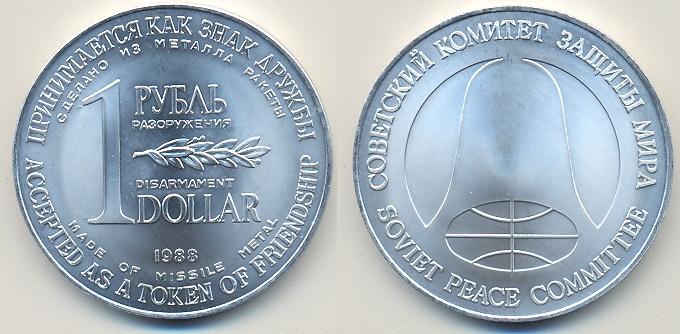 ПРИНИМАЕТСЯ КАК ЗНАК ДРУЖБЫ
СДЕЛАНО ИЗ МЕТАЛЛА РАКЕТЫ
1
РУБЛЬ
РАЗОРУЖЕНИЯ
DISARMAMENT
DOLLAR
1988
MADE OF MISSILE METAL
ACCEPTED AS A TOKEN OF FRIENDSHIP
СОВЕТСКИЙ КОМИТЕТ ЗАЩИТЫ МИРА
SOVIET PEACE COMMITTEE